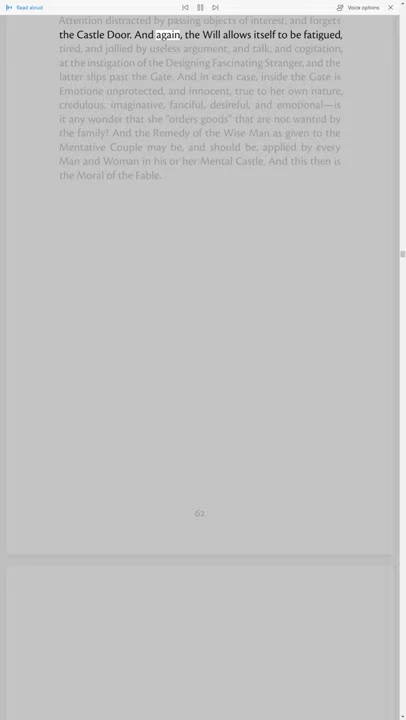 Read aloud
Voice options
Attention distracted by passing objects of interest, and forgets
the Castle Door. And again, the Will allows itself to be fatigued,
tired, and jollied by useless argument, and talk, and cogitation,
at the instigation of the Designing Fascinating Stranger, and the
latter slips past the Gate. And in each case, inside the Gate is
Emotione unprotected, and innocent, true to her own nature,
credulous, imaginative, fanciful, desireful, and emotional—is
it any wonder that she "orders goods" that are not wanted by
the family? And the Remedy of the Wise Man as given to the
Mentative Couple may be, and should be, applied by every
Man and Woman in his or her Mental Castle. And this then is
the Moral of the Fable.
62